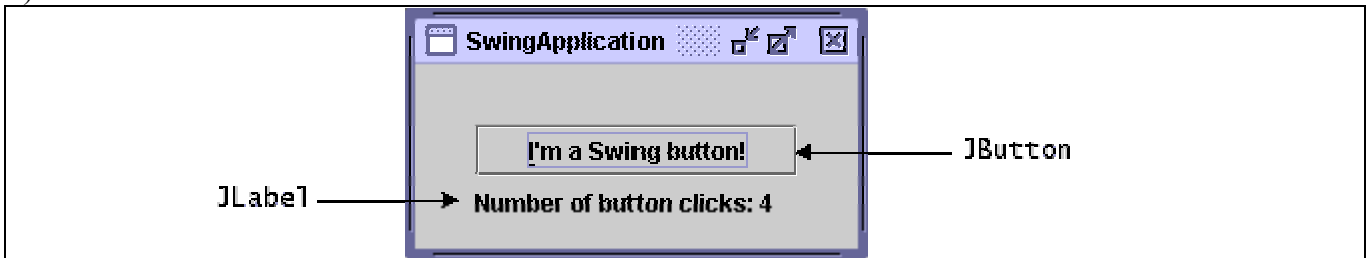 SwingApplication
I'm a Swing button!
JButton
JLabel
Number of button clicks: 4